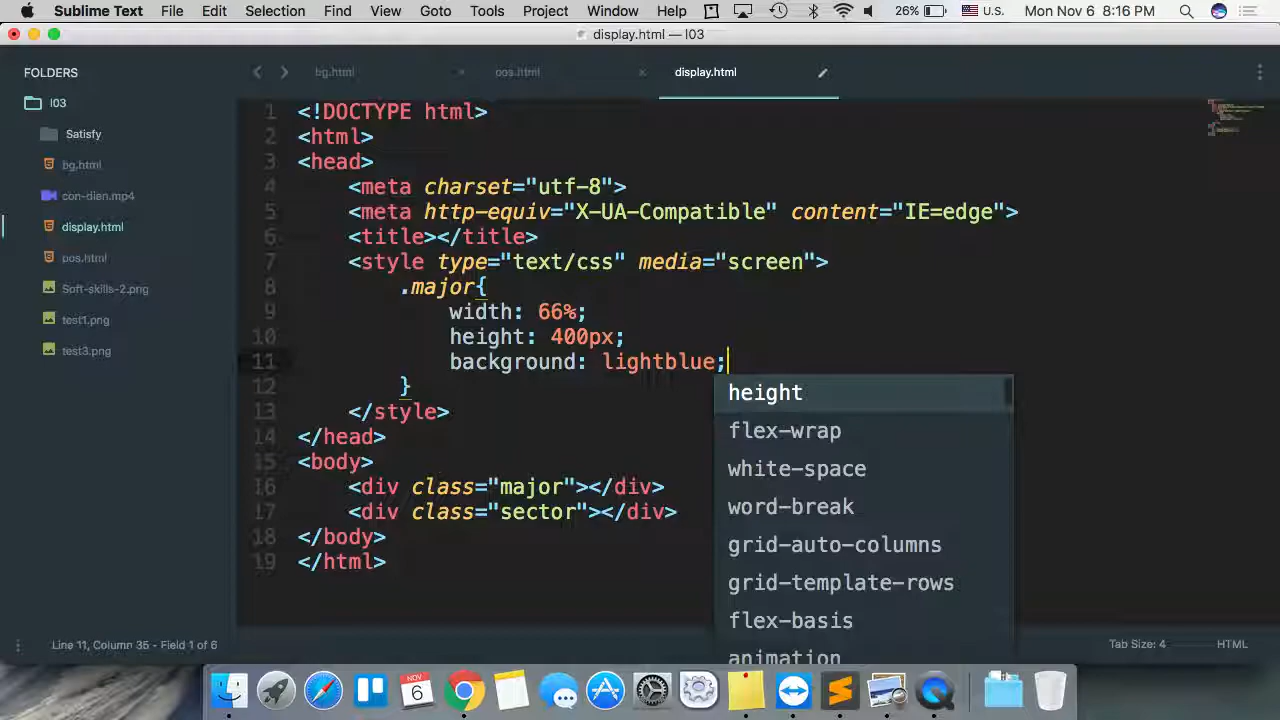 Sublime Text File Edit Selection Find View Goto Tools Project Window Help 26% U.S. Mon Nov 6 8:16 PM
display.html — l03
FOLDERS
l03
Satisfy
bg.html
con-dien.mp4
display.html
pos.html
Soft-skills-2.png
test1.png
test3.png
bg.html × pos.html × display.html
1 <!DOCTYPE html>
2 <html>
3 <head>
4 <meta charset="utf-8">
5 <meta http-equiv="X-UA-Compatible" content="IE=edge">
6 <title></title>
7 <style type="text/css" media="screen">
8 .major{
9 width: 66%;
10 height: 400px;
11 background: lightblue;
12 }
13 </style>
14 </head>
15 <body>
16 <div class="major"></div>
17 <div class="sector"></div>
18 </body>
19 </html>
height
flex-wrap
white-space
word-break
grid-auto-columns
grid-template-rows
flex-basis
animation
Line 11, Column 35 - Field 1 of 6 Tab Size: 4 HTML
NOV
6